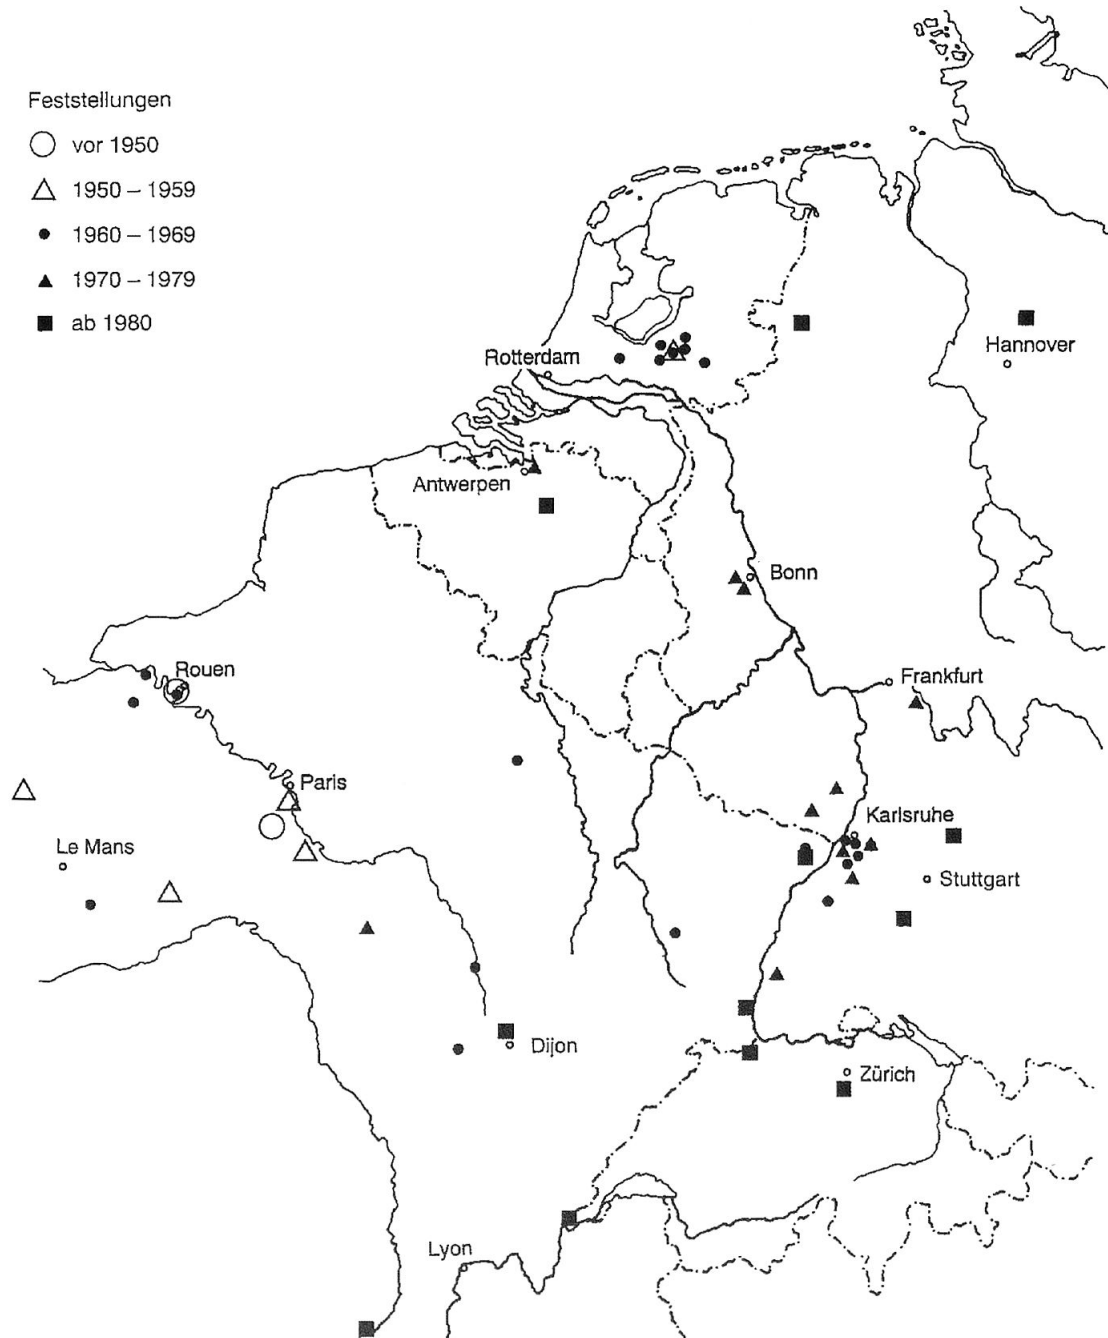 Feststellungen
vor 1950
1950 – 1959
1960 – 1969
1970 – 1979
ab 1980
Hannover
Rotterdam
Antwerpen
Bonn
Rouen
Frankfurt
Paris
Karlsruhe
Le Mans
Stuttgart
Dijon
Zürich
Lyon